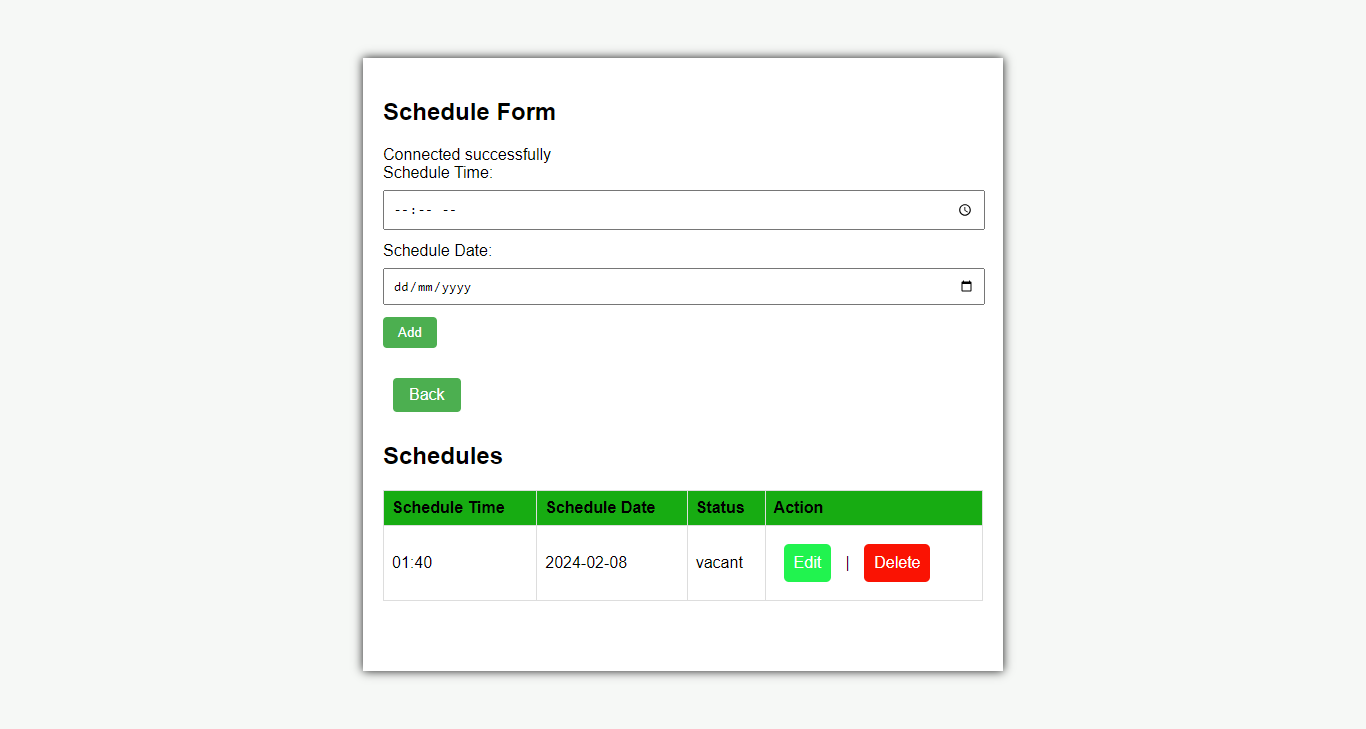 Schedule Form
Connected successfully
Schedule Time:
--:-- --
Schedule Date:
dd/mm/yyyy
Add
Back
Schedules
Schedule Time Schedule Date Status Action
01:40 2024-02-08 vacant Edit | Delete